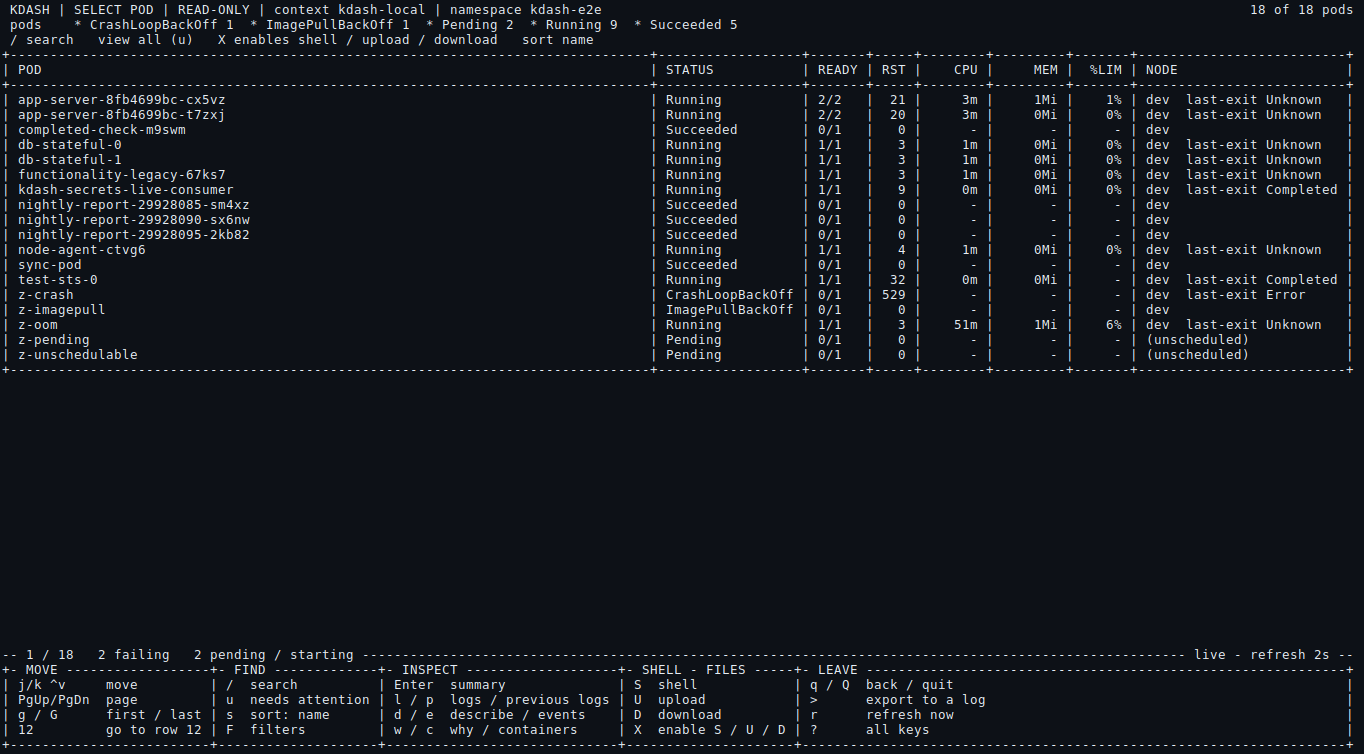 KDASH | SELECT POD | READ-ONLY | context kdash-local | namespace kdash-e2e 18 of 18 pods
pods * CrashLoopBackOff 1 * ImagePullBackOff 1 * Pending 2 * Running 9 * Succeeded 5
/ search view all (u) X enables shell / upload / download sort name
| POD | STATUS | READY | RST | CPU | MEM | %LIM | NODE |
| app-server-8fb4699bc-cx5vz | Running | 2/2 | 21 | 3m | 1Mi | 1% | dev last-exit Unknown |
| app-server-8fb4699bc-t7zxj | Running | 2/2 | 20 | 3m | 0Mi | 0% | dev last-exit Unknown |
| completed-check-m9swm | Succeeded | 0/1 | 0 | - | - | - | dev |
| db-stateful-0 | Running | 1/1 | 3 | 1m | 0Mi | 0% | dev last-exit Unknown |
| db-stateful-1 | Running | 1/1 | 3 | 1m | 0Mi | 0% | dev last-exit Unknown |
| functionality-legacy-67ks7 | Running | 1/1 | 3 | 1m | 0Mi | 0% | dev last-exit Unknown |
| kdash-secrets-live-consumer | Running | 1/1 | 9 | 0m | 0Mi | 0% | dev last-exit Completed |
| nightly-report-29928085-sm4xz | Succeeded | 0/1 | 0 | - | - | - | dev |
| nightly-report-29928090-sx6nw | Succeeded | 0/1 | 0 | - | - | - | dev |
| nightly-report-29928095-2kb82 | Succeeded | 0/1 | 0 | - | - | - | dev |
| node-agent-ctvg6 | Running | 1/1 | 4 | 1m | 0Mi | 0% | dev last-exit Unknown |
| sync-pod | Succeeded | 0/1 | 0 | - | - | - | dev |
| test-sts-0 | Running | 1/1 | 32 | 0m | 0Mi | - | dev last-exit Completed |
| z-crash | CrashLoopBackOff | 0/1 | 529 | - | - | - | dev last-exit Error |
| z-imagepull | ImagePullBackOff | 0/1 | 0 | - | - | - | dev |
| z-oom | Running | 1/1 | 3 | 51m | 1Mi | 6% | dev last-exit Unknown |
| z-pending | Pending | 0/1 | 0 | - | - | - | (unscheduled) |
| z-unschedulable | Pending | 0/1 | 0 | - | - | - | (unscheduled) |
-- 1 / 18 2 failing 2 pending / starting -- live - refresh 2s --
+- MOVE -+- FIND -+- INSPECT -+- SHELL - FILES -+- LEAVE -+
| j/k ^v move | / search | Enter summary | S shell | q / Q back / quit |
| PgUp/PgDn page | u needs attention | l / p logs / previous logs | U upload | > export to a log |
| g / G first / last | s sort: name | d / e describe / events | D download | r refresh now |
| 12 go to row 12 | F filters | w / c why / containers | X enable S / U / D | ? all keys |